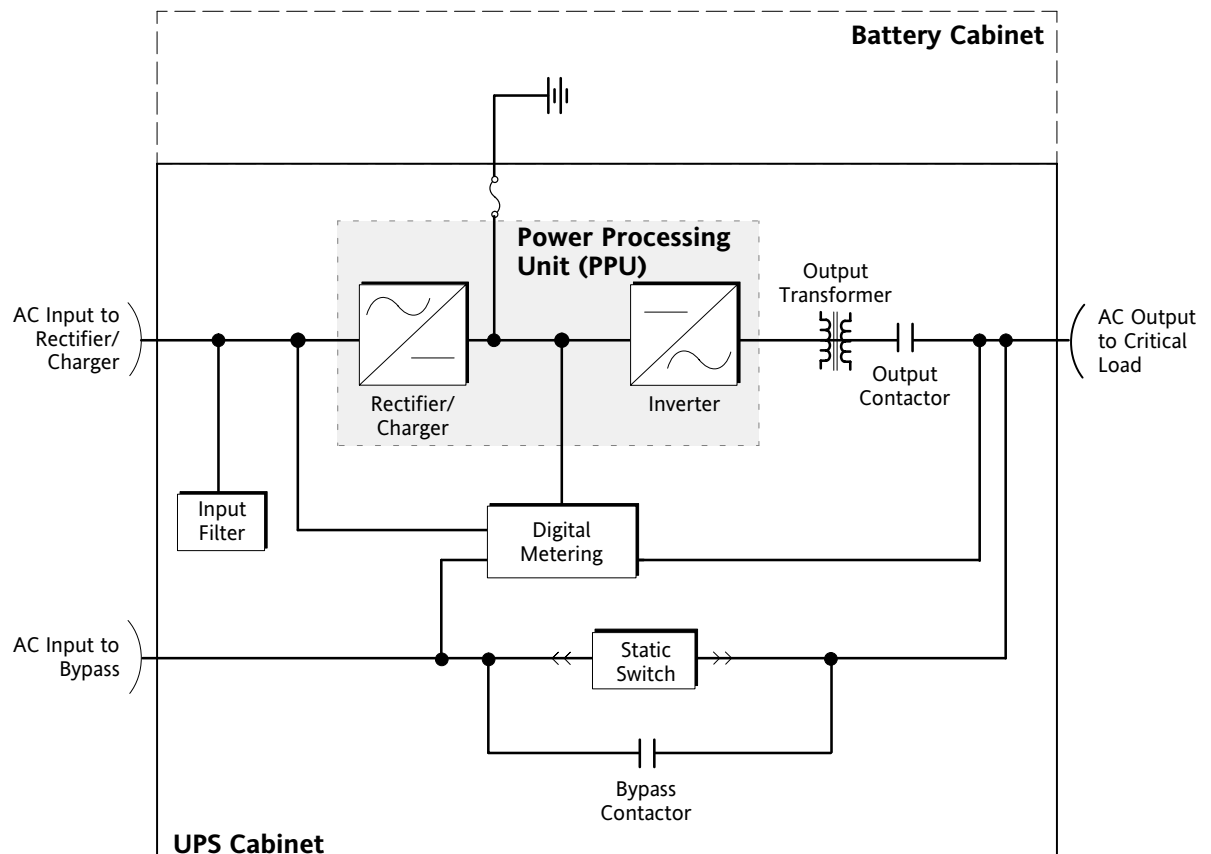 Battery Cabinet
Power Processing
Unit (PPU)
Output
Transformer
AC Input to
Rectifier/
Charger
AC Output
to Critical
Load
Output
Contactor
Rectifier/
Charger
Inverter
Input
Filter
Digital
Metering
AC Input to
Bypass
Static
Switch
Bypass
Contactor
UPS Cabinet